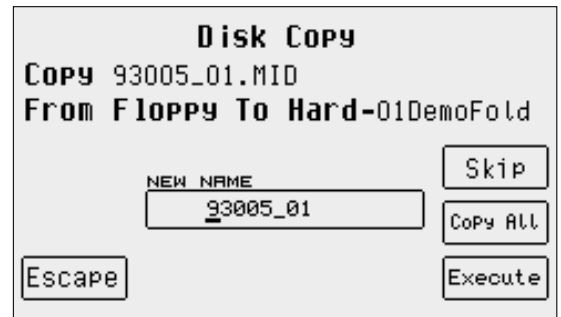 Disk Copy
Copy 93005_01.MID
From Floppy To Hard-01DemoFold
Skip
NEW NAME
93005_01
Copy All
Escape
Execute